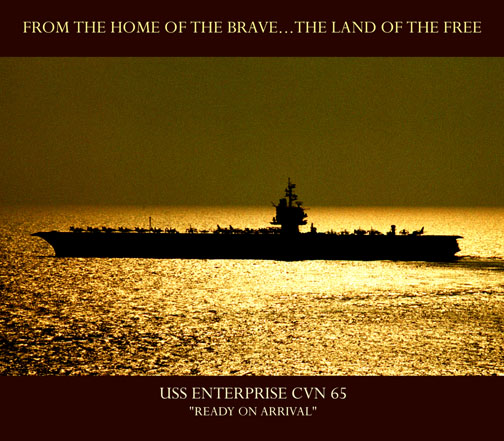 FROM THE HOME OF THE BRAVE...THE LAND OF THE FREE
USS ENTERPRISE CVN 65
"READY ON ARRIVAL"